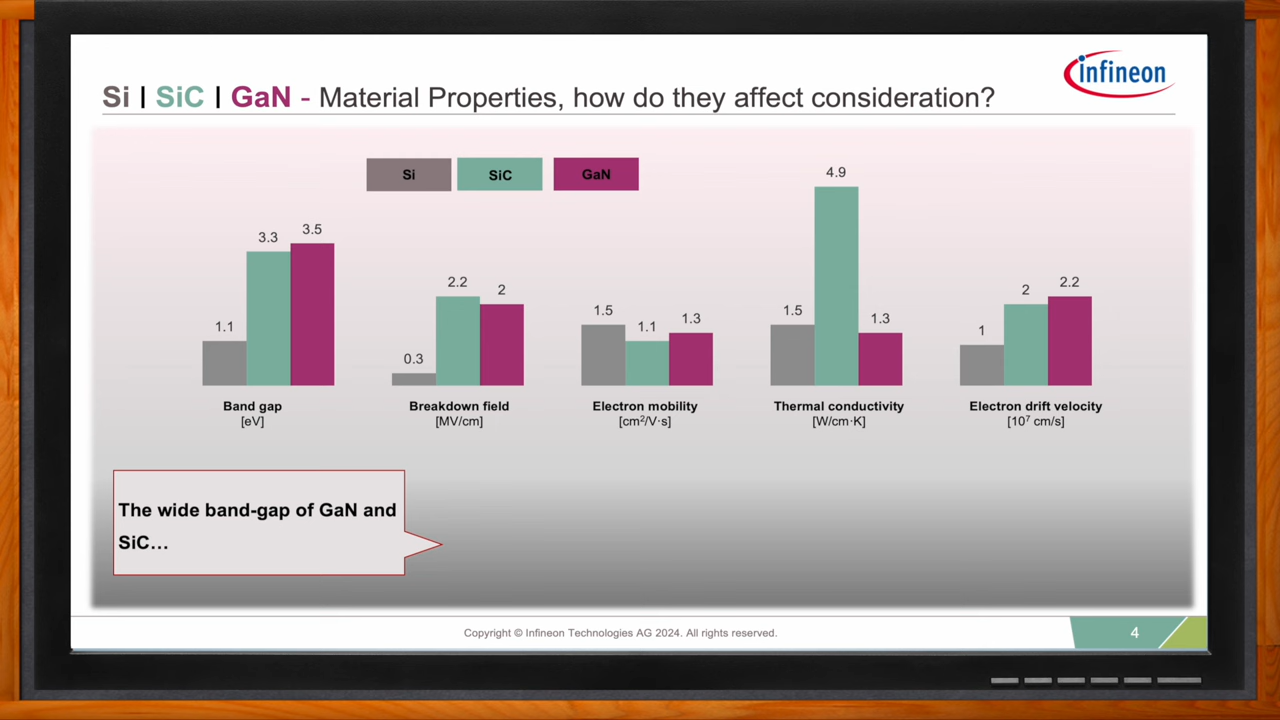 Si | SiC | GaN - Material Properties, how do they affect consideration?
infineon
Si
SiC
GaN
1.1
3.3
3.5
Band gap
[eV]
0.3
2.2
2
Breakdown field
[MV/cm]
1.5
1.1
1.3
Electron mobility
[cm²/V·s]
1.5
4.9
1.3
Thermal conductivity
[W/cm·K]
1
2
2.2
Electron drift velocity
[10⁷ cm/s]
The wide band-gap of GaN and
SiC...
Copyright © Infineon Technologies AG 2024. All rights reserved.
4